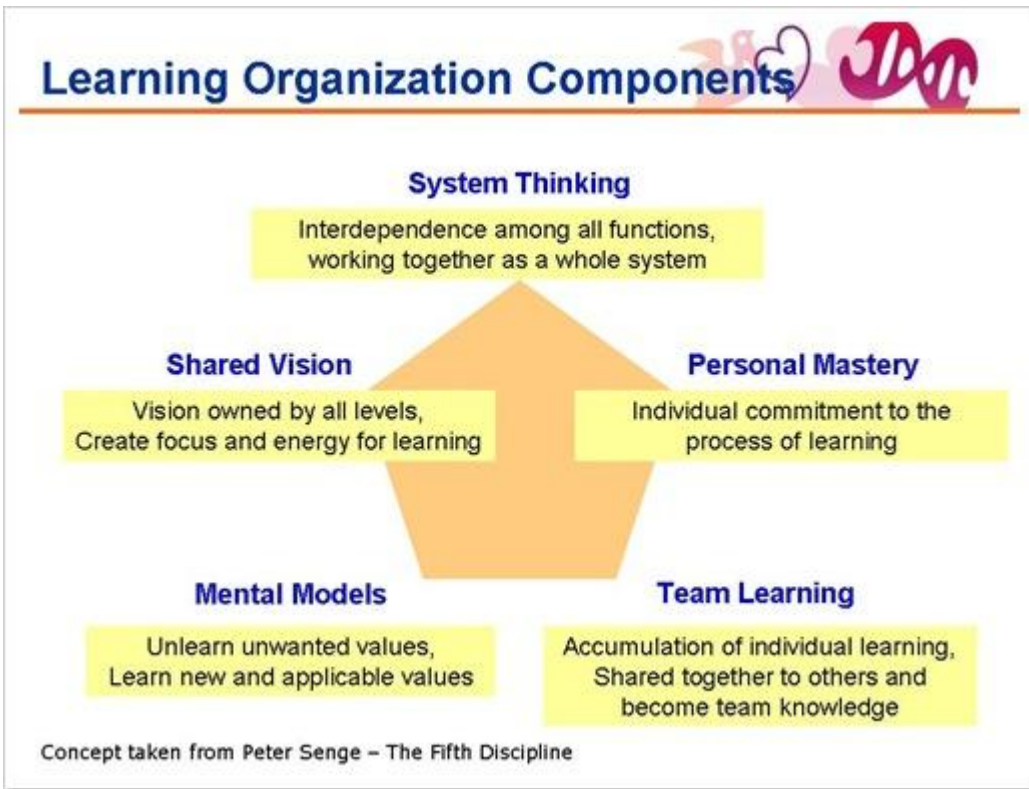 Learning Organization Components
System Thinking
Interdependence among all functions,
working together as a whole system
Shared Vision
Vision owned by all levels,
Create focus and energy for learning
Personal Mastery
Individual commitment to the
process of learning
Mental Models
Unlearn unwanted values,
Learn new and applicable values
Team Learning
Accumulation of individual learning,
Shared together to others and
become team knowledge
Concept taken from Peter Senge – The Fifth Discipline